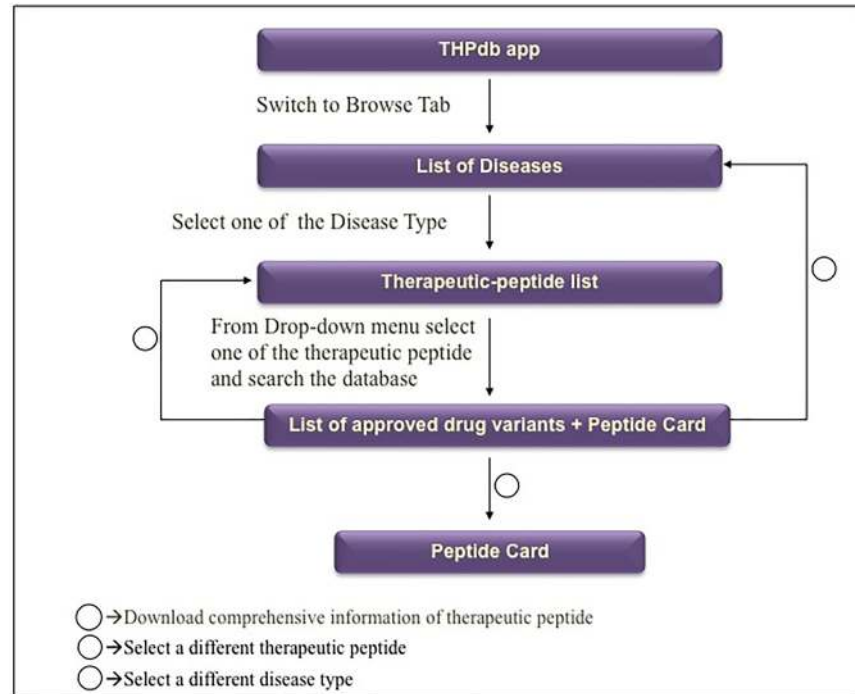 THPdb app
Switch to Browse Tab
List of Diseases
Select one of the Disease Type
Therapeutic-peptide list
From Drop-down menu select
one of the therapeutic peptide
and search the database
List of approved drug variants + Peptide Card
Peptide Card
→Download comprehensive information of therapeutic peptide
→Select a different therapeutic peptide
→Select a different disease type